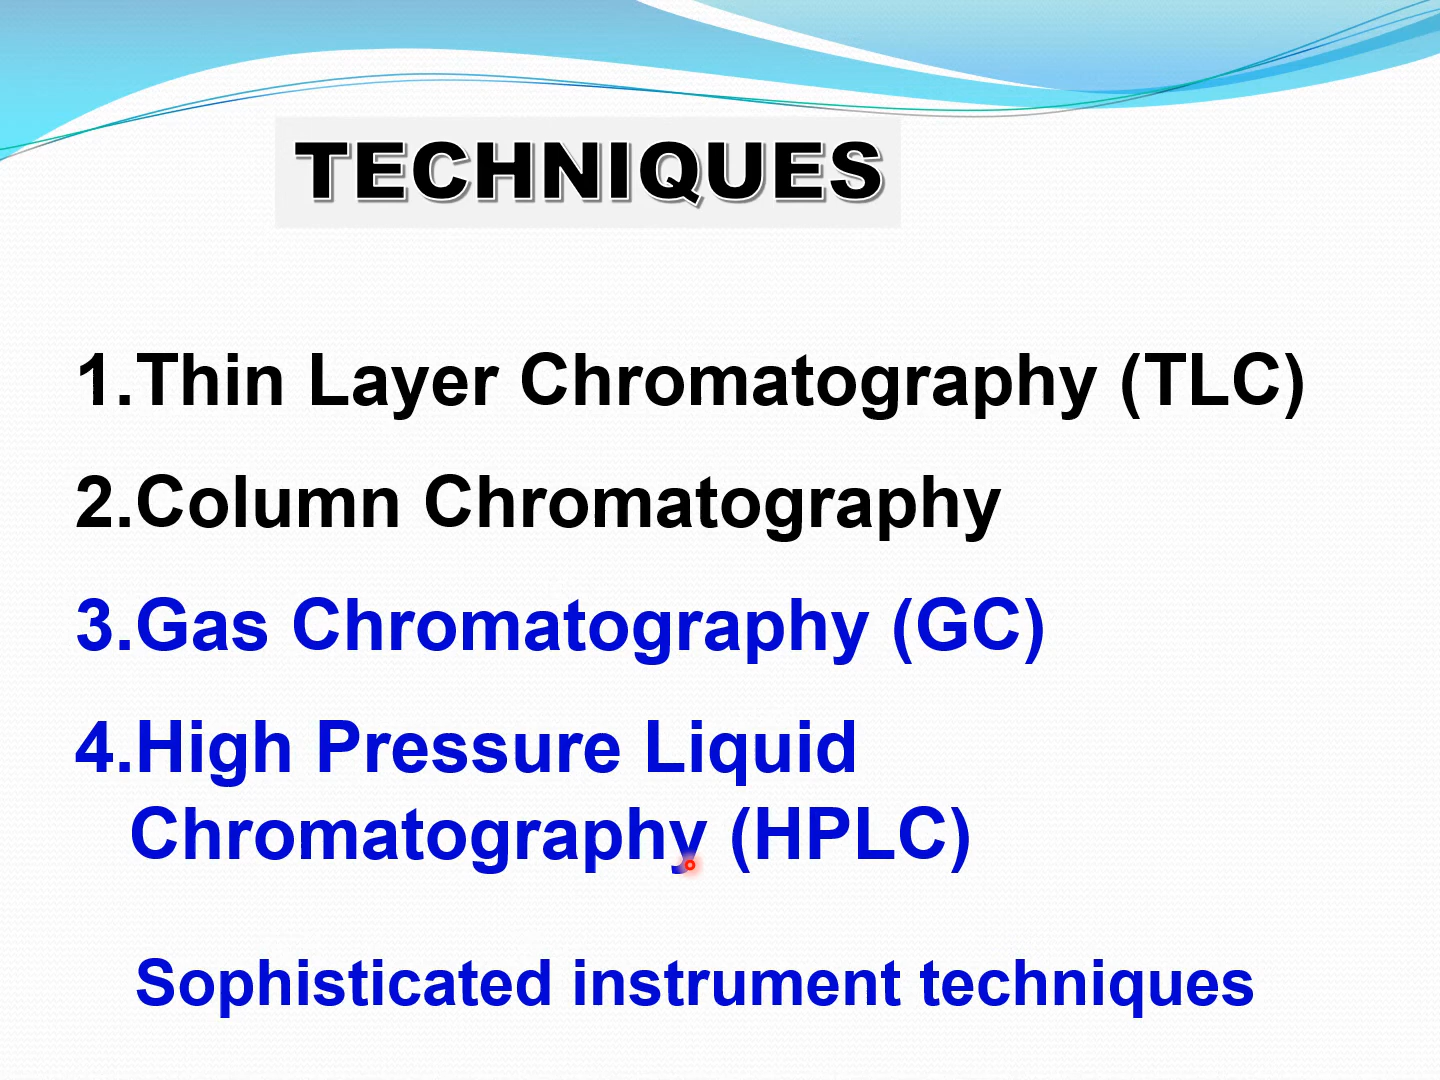 TECHNIQUES
1.Thin Layer Chromatography (TLC)
2.Column Chromatography
3.Gas Chromatography (GC)
4.High Pressure Liquid
Chromatography (HPLC)
Sophisticated instrument techniques